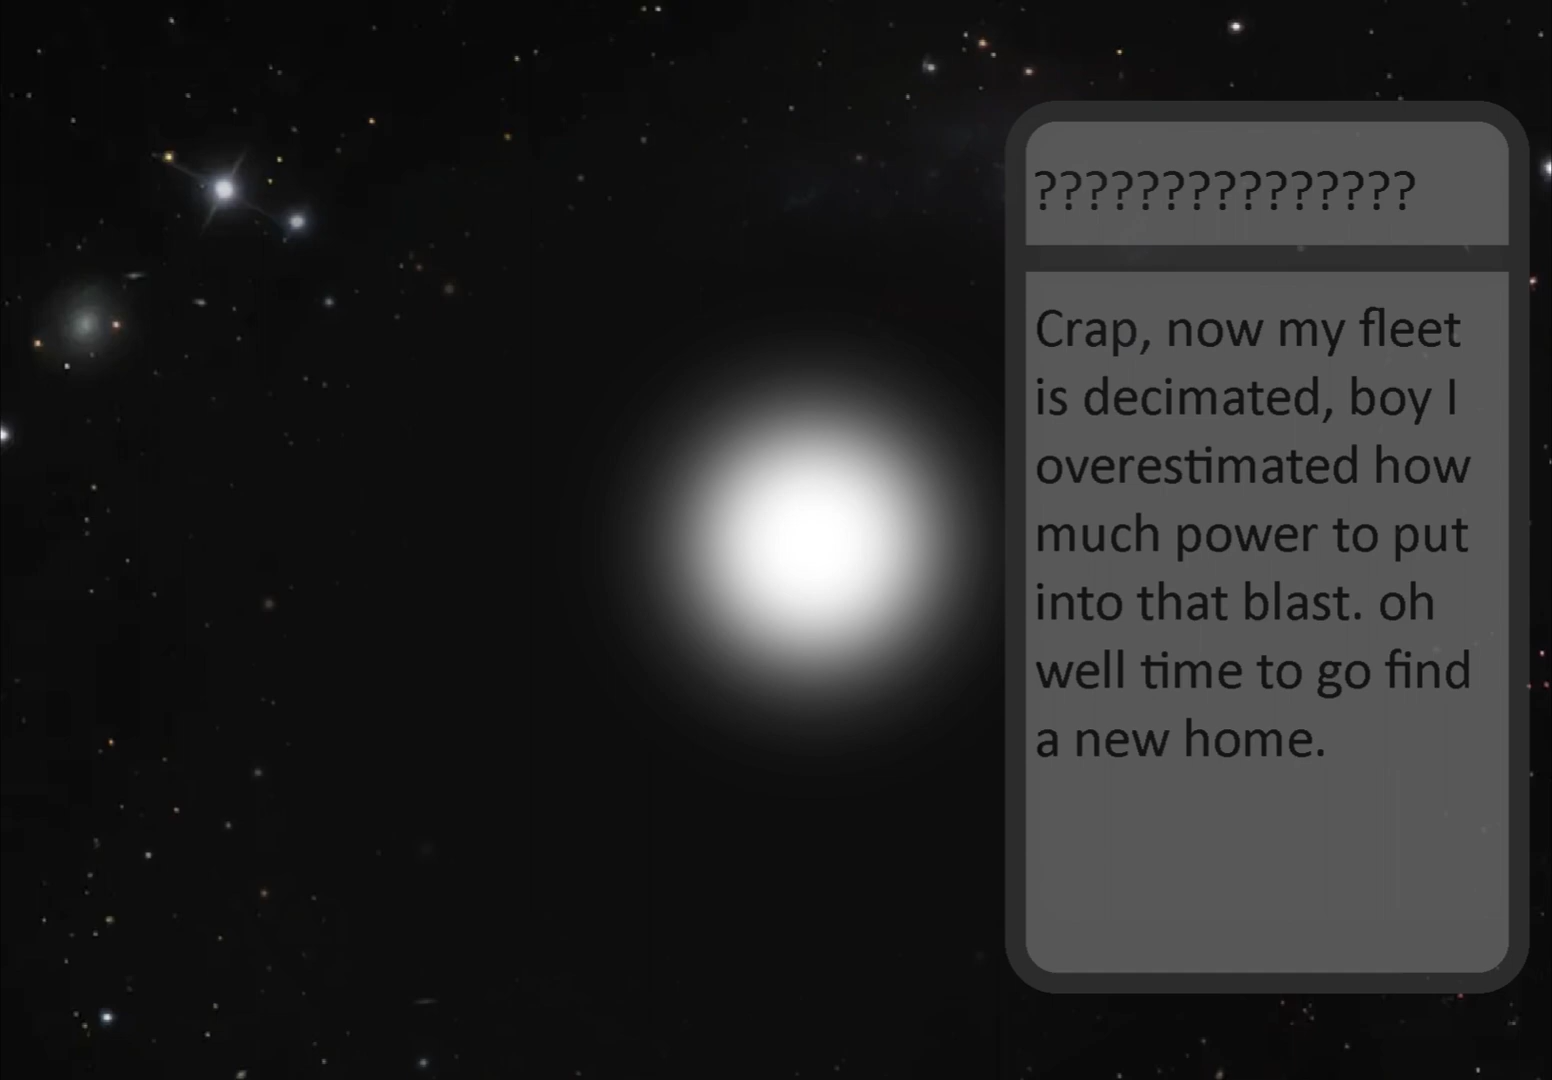 ???????????????
Crap, now my fleet
is decimated, boy I
overestimated how
much power to put
into that blast. oh
well time to go find
a new home.